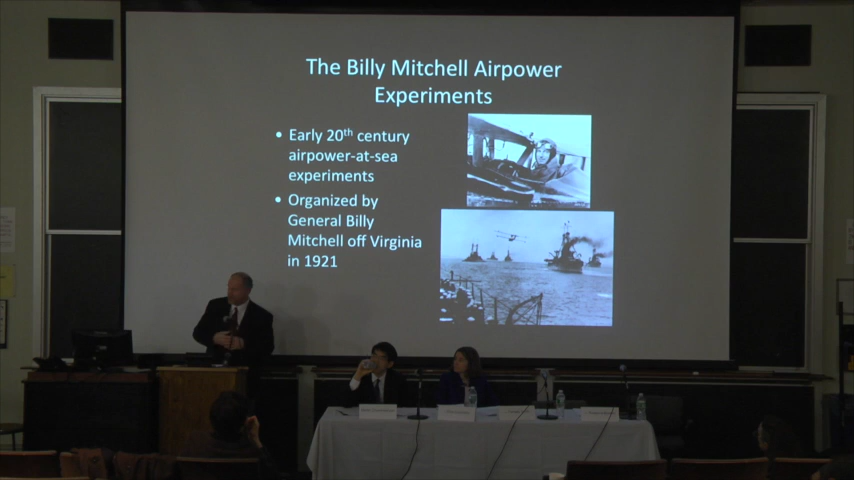 The Billy Mitchell Airpower
Experiments
• Early 20th century
airpower-at-sea
experiments
• Organized by
General Billy
Mitchell off Virginia
in 1921